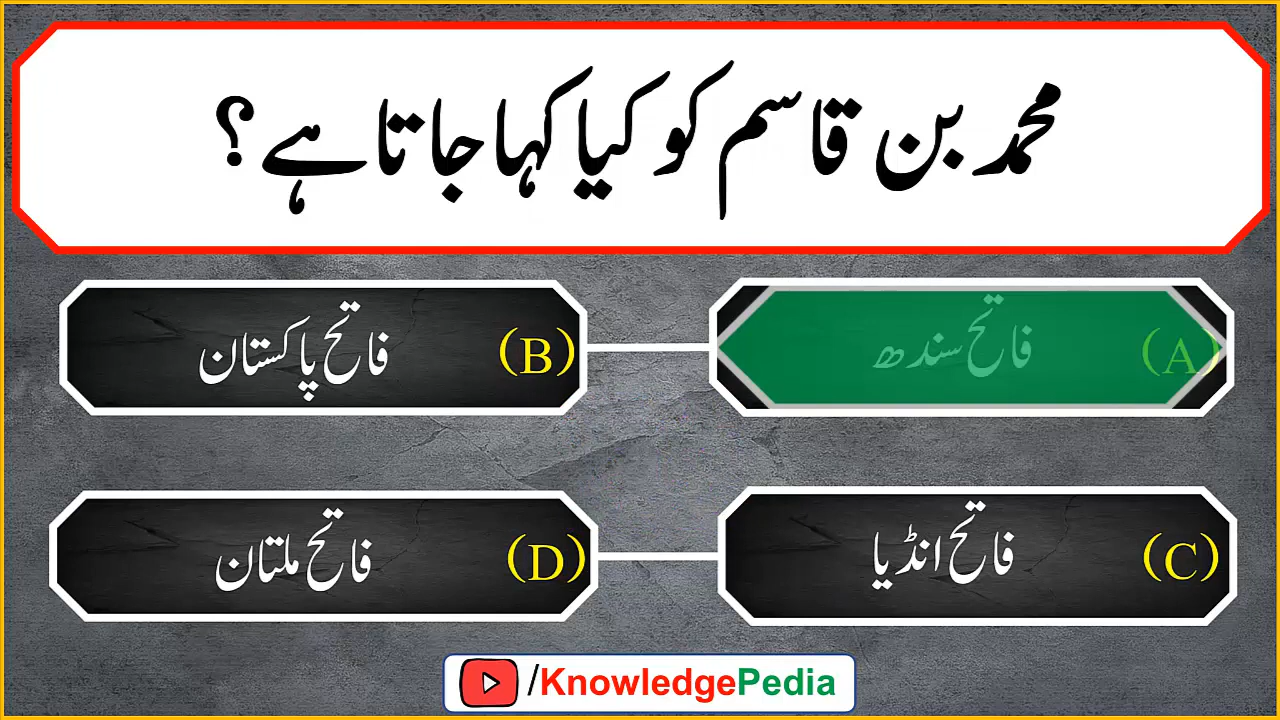 محمد بن قاسم کو کیا کہا جاتا ہے؟
(A) فاتح سندھ
(B) فاتح پاکستان
(C) فاتح انڈیا
(D) فاتح ملتان
/KnowledgePedia